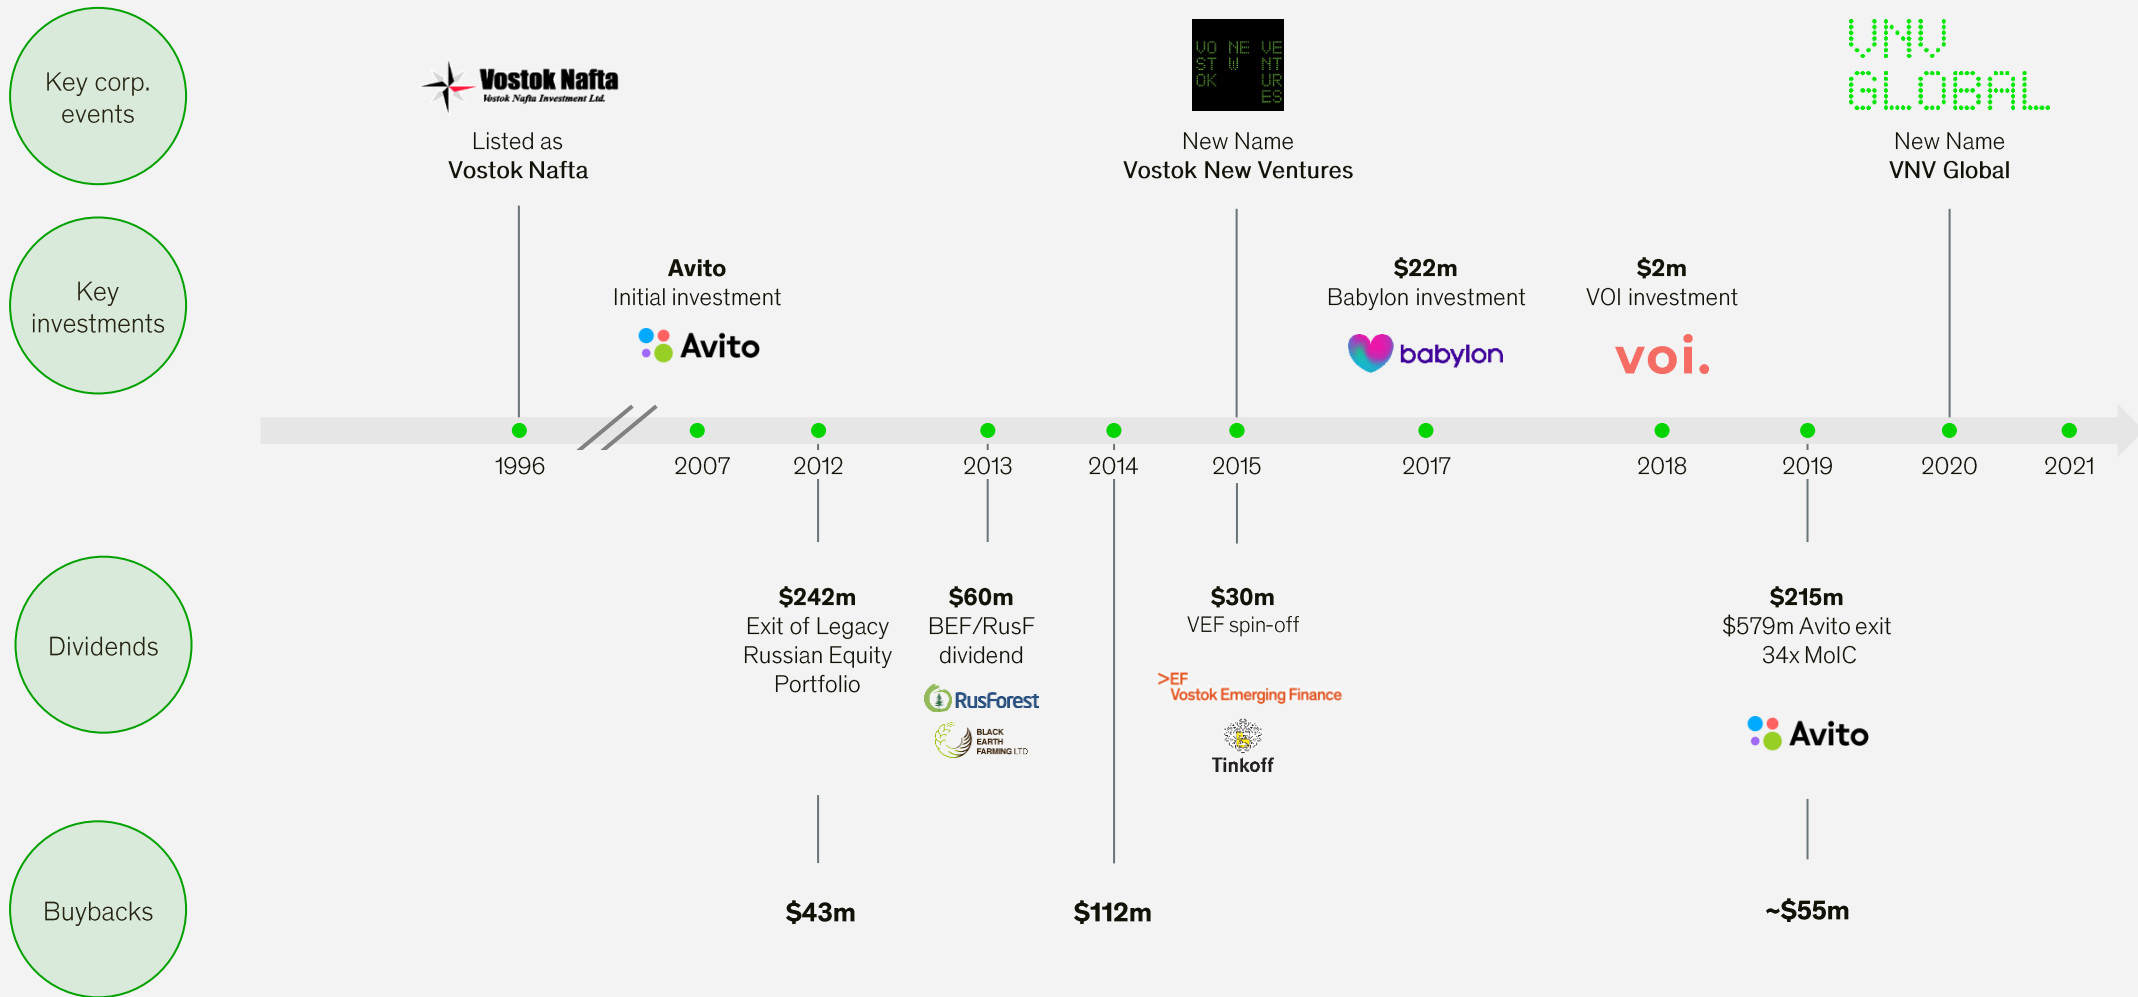 Key corp.
events
Vostok Nafta
Vostok Nafta Investment Ltd.
Listed as
Vostok Nafta
VO NE VE
ST W NT
OK UR
ES
New Name
Vostok New Ventures
VNV
GLOBAL
New Name
VNV Global
Key
investments
Avito
Initial investment
Avito
$22m
Babylon investment
babylon
$2m
VOI investment
voi.
1996
2007
2012
2013
2014
2015
2017
2018
2019
2020
2021
Dividends
$242m
Exit of Legacy
Russian Equity
Portfolio
$60m
BEF/RusF
dividend
RusForest
BLACK
EARTH
FARMING LTD
$30m
VEF spin-off
>EF
Vostok Emerging Finance
Tinkoff
$215m
$579m Avito exit
34x MoIC
Avito
Buybacks
$43m
$112m
~$55m